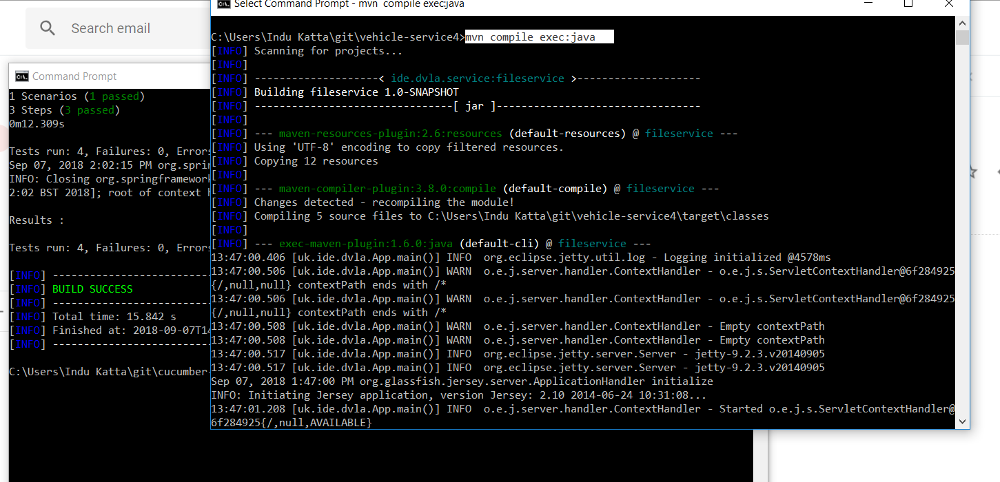 Search email
Command Prompt
1 Scenarios (1 passed)
3 Steps (3 passed)
0m12.309s
Tests run: 4, Failures: 0, Errors
Sep 07, 2018 2:02:15 PM org.sprin
INFO: Closing org.springframework
2:02 BST 2018]; root of context h
Results :
Tests run: 4, Failures: 0, Errors
[INFO] --------------------------
[INFO] BUILD SUCCESS
[INFO] --------------------------
[INFO] Total time: 15.842 s
[INFO] Finished at: 2018-09-07T14
[INFO] --------------------------
C:\Users\Indu Katta\git\cucumber-
Select Command Prompt - mvn  compile exec:java
C:\Users\Indu Katta\git\vehicle-service4>mvn compile exec:java
[INFO] Scanning for projects...
[INFO]
[INFO] --------------------< ide.dvla.service:fileservice >--------------------
[INFO] Building fileservice 1.0-SNAPSHOT
[INFO] --------------------------------[ jar ]---------------------------------
[INFO]
[INFO] --- maven-resources-plugin:2.6:resources (default-resources) @ fileservice ---
[INFO] Using 'UTF-8' encoding to copy filtered resources.
[INFO] Copying 12 resources
[INFO]
[INFO] --- maven-compiler-plugin:3.8.0:compile (default-compile) @ fileservice ---
[INFO] Changes detected - recompiling the module!
[INFO] Compiling 5 source files to C:\Users\Indu Katta\git\vehicle-service4\target\classes
[INFO]
[INFO] --- exec-maven-plugin:1.6.0:java (default-cli) @ fileservice ---
13:47:00.406 [uk.ide.dvla.App.main()] INFO  org.eclipse.jetty.util.log - Logging initialized @4578ms
13:47:00.506 [uk.ide.dvla.App.main()] WARN  o.e.j.server.handler.ContextHandler - o.e.j.s.ServletContextHandler@6f284925
{/,null,null} contextPath ends with /*
13:47:00.506 [uk.ide.dvla.App.main()] WARN  o.e.j.server.handler.ContextHandler - o.e.j.s.ServletContextHandler@6f284925
{/,null,null} contextPath ends with /*
13:47:00.508 [uk.ide.dvla.App.main()] WARN  o.e.j.server.handler.ContextHandler - Empty contextPath
13:47:00.508 [uk.ide.dvla.App.main()] WARN  o.e.j.server.handler.ContextHandler - Empty contextPath
13:47:00.517 [uk.ide.dvla.App.main()] INFO  org.eclipse.jetty.server.Server - jetty-9.2.3.v20140905
13:47:00.517 [uk.ide.dvla.App.main()] INFO  org.eclipse.jetty.server.Server - jetty-9.2.3.v20140905
Sep 07, 2018 1:47:00 PM org.glassfish.jersey.server.ApplicationHandler initialize
INFO: Initiating Jersey application, version Jersey: 2.10 2014-06-24 10:31:08...
13:47:01.208 [uk.ide.dvla.App.main()] INFO  o.e.j.server.handler.ContextHandler - Started o.e.j.s.ServletContextHandler@
6f284925{/,null,AVAILABLE}